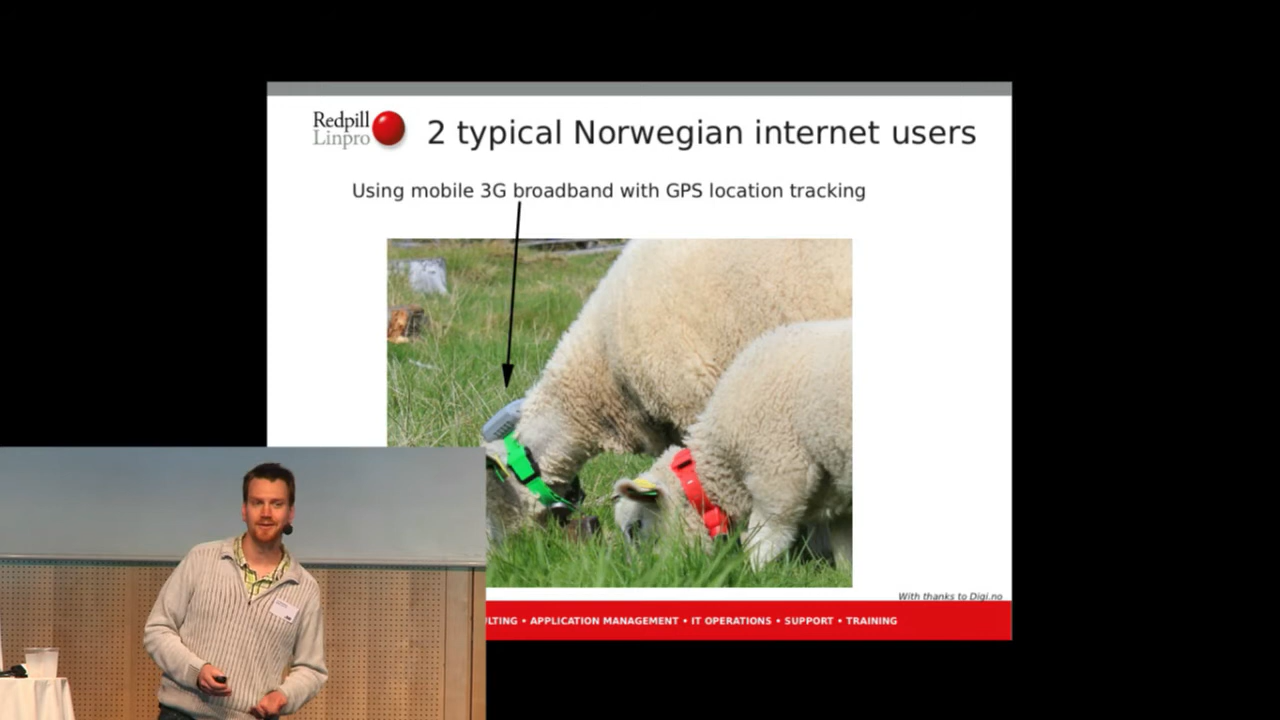 Redpill
Linpro
2 typical Norwegian internet users
Using mobile 3G broadband with GPS location tracking
With thanks to Digi.no
• APPLICATION MANAGEMENT • IT OPERATIONS • SUPPORT • TRAINING